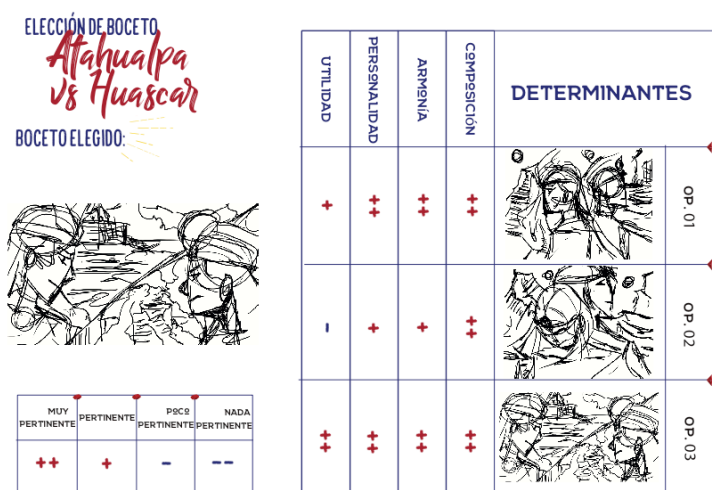 ELECCIÓN DE BOCETO
Atahualpa
vs Huascar
BOCETO ELEGIDO:
MUY
PERTINENTE
PERTINENTE
POCO
PERTINENTE
NADA
PERTINENTE
++
+
-
--
UTILIDAD
PERSONALIDAD
ARMONÍA
COMPOSICIÓN
DETERMINANTES
+
++
++
++
OP. 01
-
+
+
++
OP. 02
++
++
++
++
OP. 03